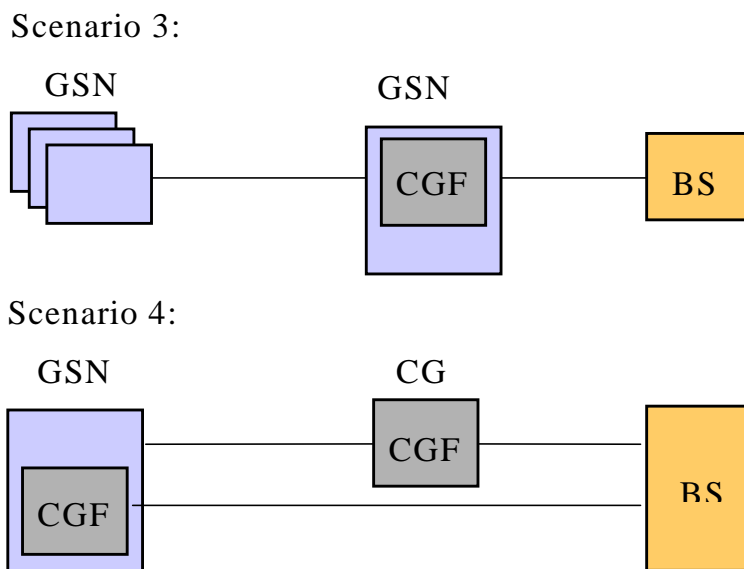 Scenario 3:
GSN
GSN
CGF
BS
Scenario 4:
GSN
CG
CGF
BS
CGF